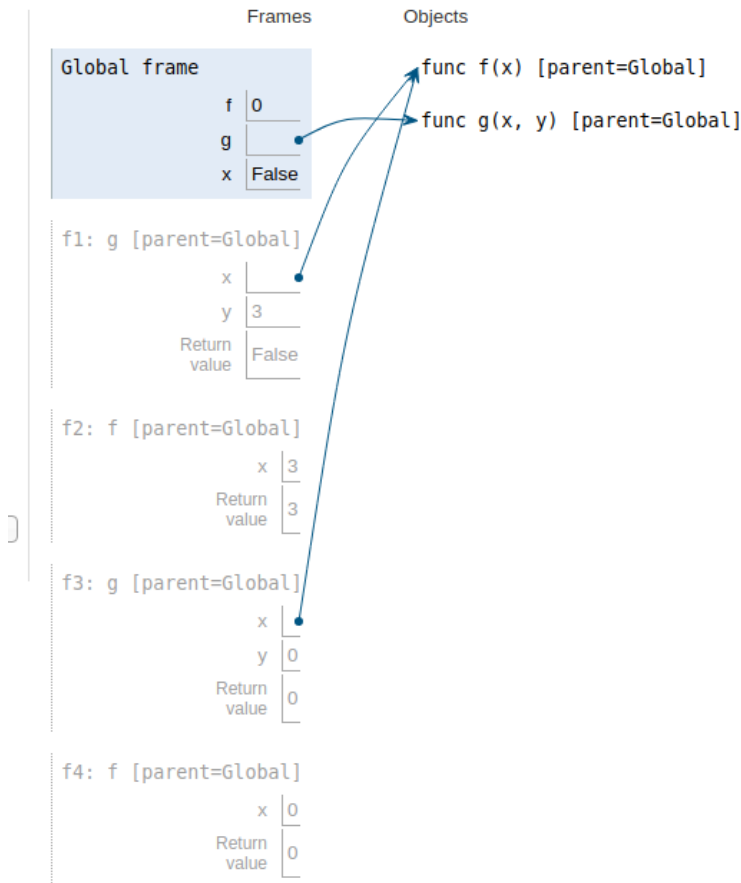 Frames Objects
Global frame
f 0
g
x False
func f(x) [parent=Global]
func g(x, y) [parent=Global]
f1: g [parent=Global]
x
y 3
Return
value False
f2: f [parent=Global]
x 3
Return
value 3
f3: g [parent=Global]
x
y 0
Return
value 0
f4: f [parent=Global]
x 0
Return
value 0